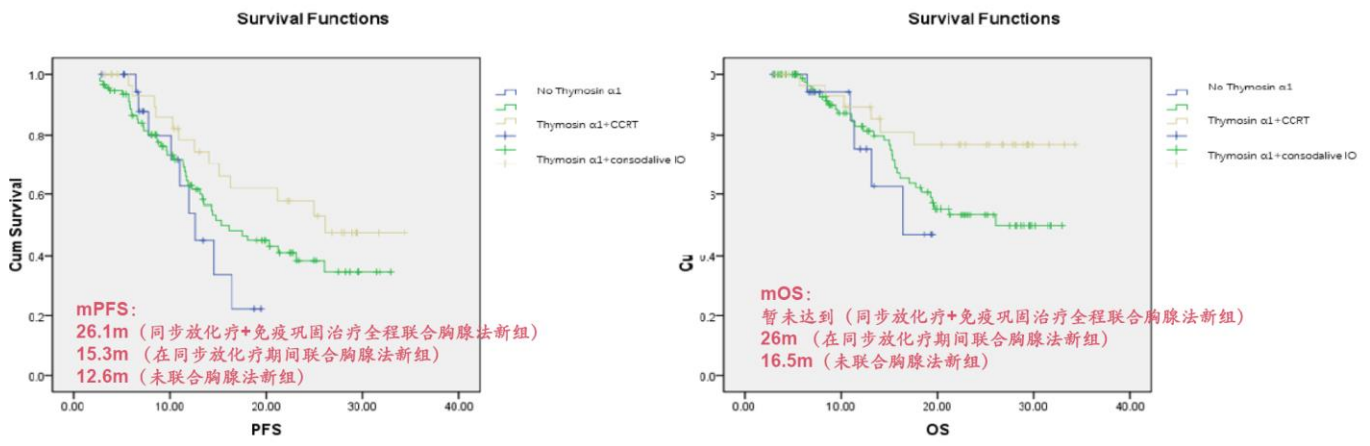 Survival Functions
1.0
0.8
0.6
0.4
0.2
0.0
Cum Survival
0.00 10.00 20.00 30.00 40.00
PFS
No Thymosin α1
Thymosin α1+CCRT
Thymosin α1+consodalive IO
mPFS：
26.1m（同步放化疗+免疫巩固治疗全程联合胸腺法新组）
15.3m（在同步放化疗期间联合胸腺法新组）
12.6m（未联合胸腺法新组）
Survival Functions
0
.8
.6
0.4
0.2
0.0
Cu
0.00 10.00 20.00 30.00 40.00
OS
No Thymosin α1
Thymosin α1+CCRT
Thymosin α1+consodalive IO
mOS：
暂未达到（同步放化疗+免疫巩固治疗全程联合胸腺法新组）
26m（在同步放化疗期间联合胸腺法新组）
16.5m（未联合胸腺法新组）